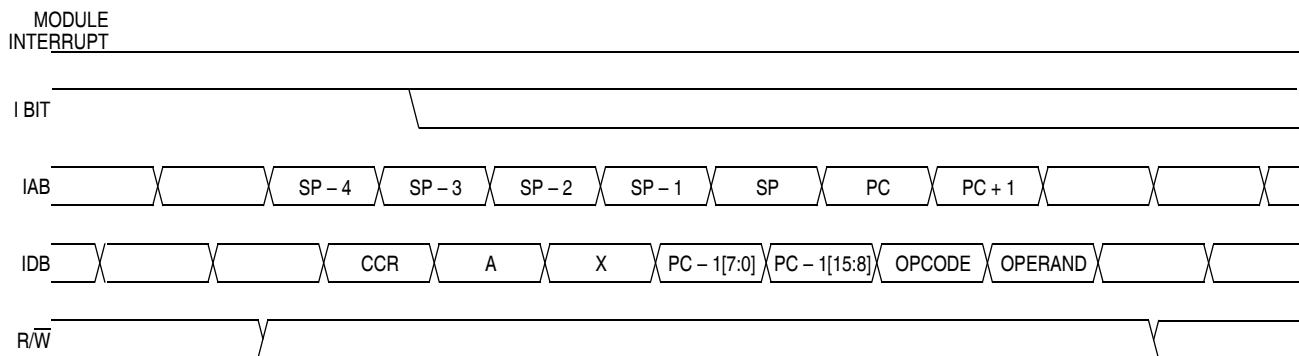 MODULE
INTERRUPT
I BIT
IAB SP – 4 SP – 3 SP – 2 SP – 1 SP PC PC + 1
IDB CCR A X PC – 1[7:0] PC – 1[15:8] OPCODE OPERAND
R/W̅